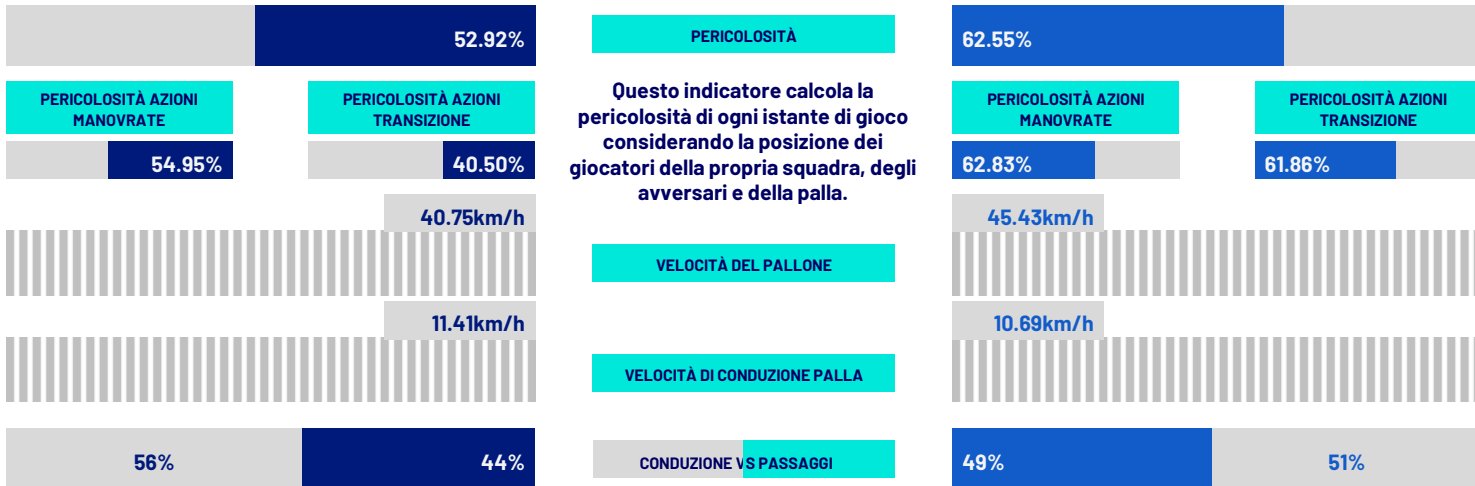 52.92%
PERICOLOSITÀ
62.55%
PERICOLOSITÀ AZIONI
MANOVRATE
PERICOLOSITÀ AZIONI
TRANSIZIONE
54.95%
40.50%
Questo indicatore calcola la
pericolosità di ogni istante di gioco
considerando la posizione dei
giocatori della propria squadra, degli
avversari e della palla.
PERICOLOSITÀ AZIONI
MANOVRATE
PERICOLOSITÀ AZIONI
TRANSIZIONE
62.83%
61.86%
40.75km/h
VELOCITÀ DEL PALLONE
45.43km/h
11.41km/h
VELOCITÀ DI CONDUZIONE PALLA
10.69km/h
56%
44%
CONDUZIONE VS PASSAGGI
49%
51%